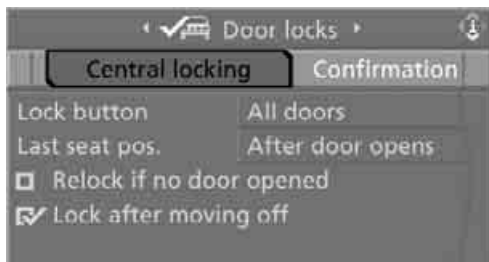 Door locks
Central locking Confirmation
Lock button All doors
Last seat pos. After door opens
Relock if no door opened
Lock after moving off